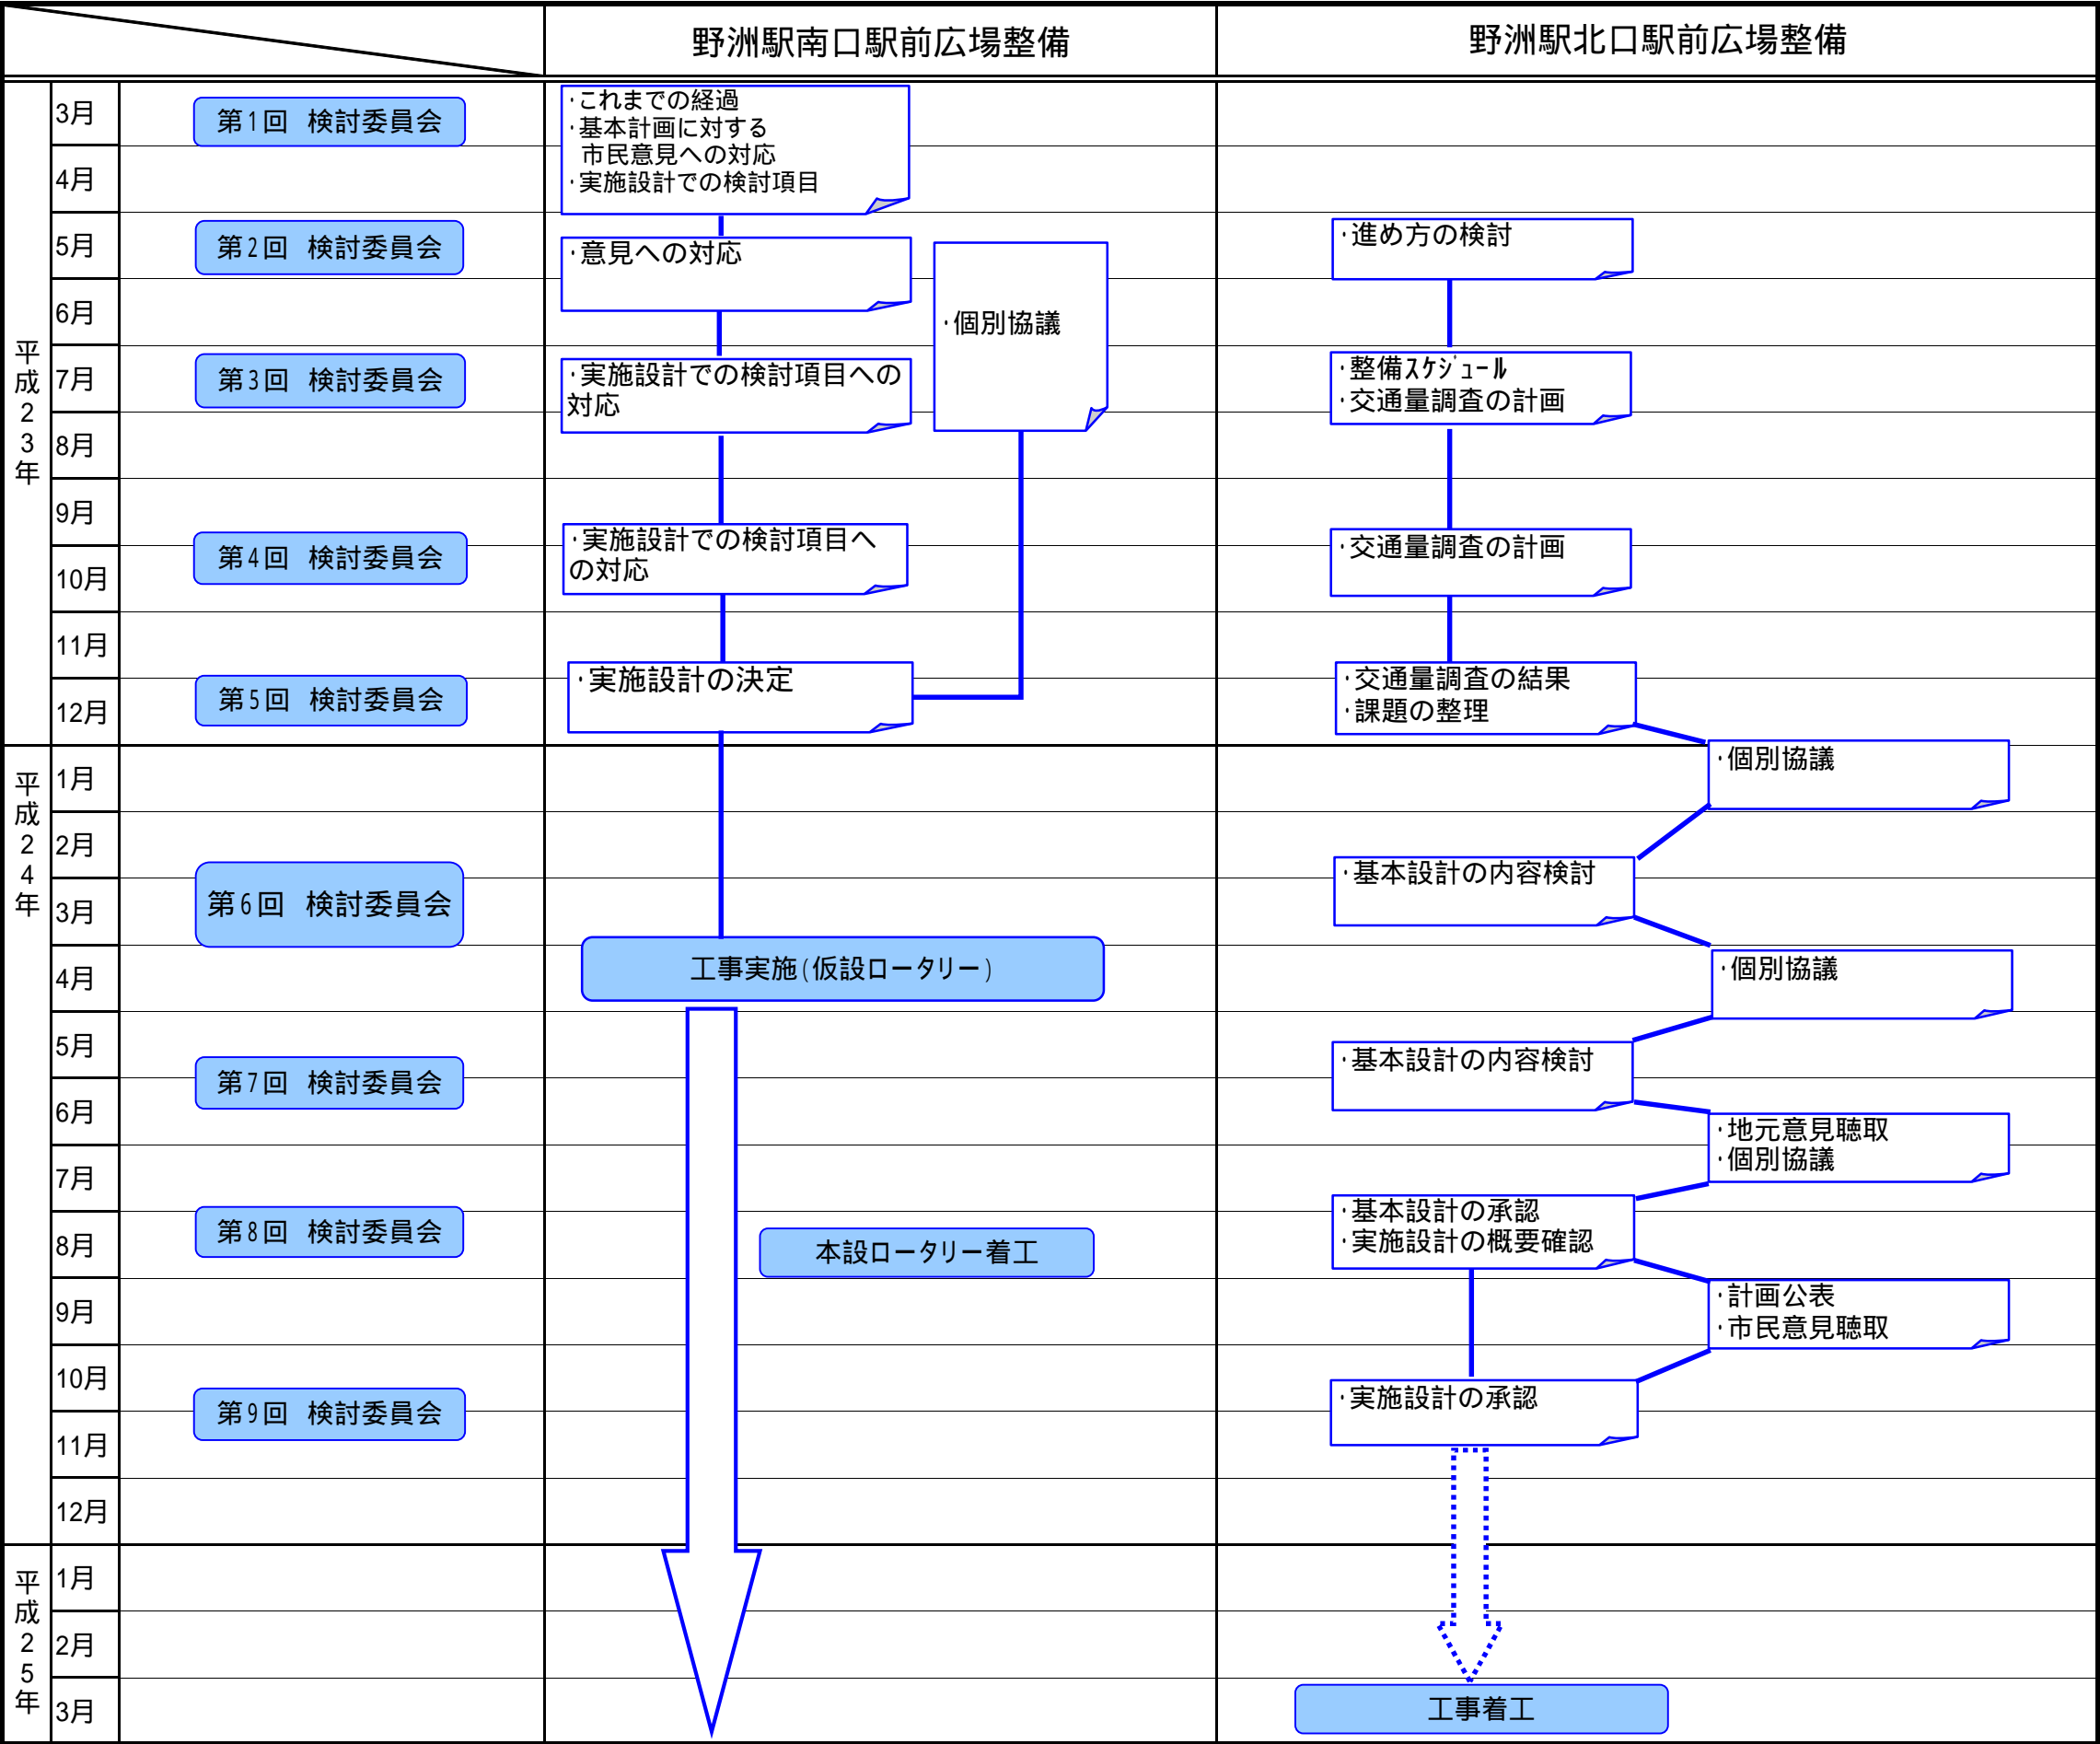 野洲駅南口駅前広場整備
野洲駅北口駅前広場整備
平成23年
3月
第1回 検討委員会
・これまでの経過
・基本計画に対する
市民意見への対応
・実施設計での検討項目
4月
5月
第2回 検討委員会
・意見への対応
・個別協議
・進め方の検討
6月
7月
第3回 検討委員会
・実施設計での検討項目への
対応
・整備ｽｹｼﾞｭｰﾙ
・交通量調査の計画
8月
9月
第4回 検討委員会
・実施設計での検討項目へ
の対応
・交通量調査の計画
10月
11月
第5回 検討委員会
・実施設計の決定
・交通量調査の結果
・課題の整理
12月
平成24年
1月
・個別協議
2月
第6回 検討委員会
・基本設計の内容検討
3月
工事実施(仮設ロータリー)
4月
・個別協議
5月
第7回 検討委員会
・基本設計の内容検討
6月
・地元意見聴取
・個別協議
7月
第8回 検討委員会
・基本設計の承認
・実施設計の概要確認
8月
本設ロータリー着工
9月
・計画公表
・市民意見聴取
10月
第9回 検討委員会
・実施設計の承認
11月
12月
平成25年
1月
2月
3月
工事着工